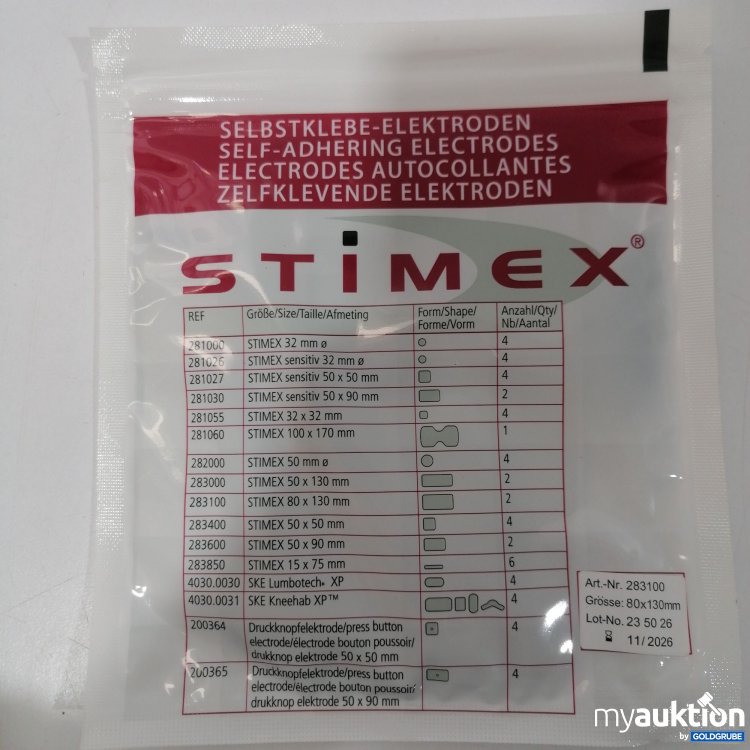 SELBSTKLEBE-ELEKTRODEN
SELF-ADHERING ELECTRODES
ELECTRODES AUTOCOLLANTES
ZELFKLEVENDE ELEKTRODEN
STIMEX®
REF Größe/Size/Taille/Afmeting Form/Shape/ Anzahl/Qty/
Forme/Vorm Nb/Aantal
281000 STIMEX 32 mm ø 4
281026 STIMEX sensitiv 32 mm ø 4
281027 STIMEX sensitiv 50 x 50 mm 4
281030 STIMEX sensitiv 50 x 90 mm 2
281055 STIMEX 32 x 32 mm 4
281060 STIMEX 100 x 170 mm 1
282000 STIMEX 50 mm ø 4
283000 STIMEX 50 x 130 mm 2
283100 STIMEX 80 x 130 mm 2
283400 STIMEX 50 x 50 mm 4
283600 STIMEX 50 x 90 mm 2
283850 STIMEX 15 x 75 mm 6
4030.0030 SKE Lumbotech® XP 4
4030.0031 SKE Kneehab XP™ 4
200364 Druckknopfelektrode/press button 4
electrode/électrode bouton poussoir/
drukknop elektrode 50 x 50 mm
200365 Druckknopfelektrode/press button 4
electrode/électrode bouton poussoir/
drukknop elektrode 50 x 90 mm
Art.-Nr. 283100
Grösse: 80x130mm
Lot-No. 23 50 26
11/2026
myauktion
by GOLDGRUBE